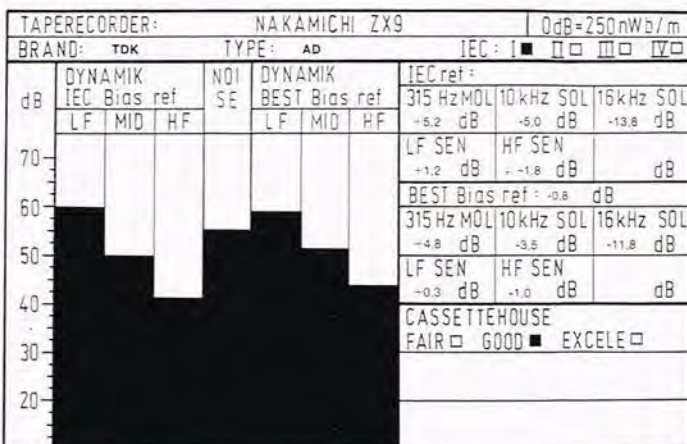 TAPERECORDER: NAKAMICHI ZX9 0dB=250nWb/m
BRAND: TDK TYPE: AD IEC: I■ II□ III□ IV□
dB
DYNAMIK
IEC Bias ref
LF MID HF
NOI
SE
DYNAMIK
BEST Bias ref
LF MID HF
70
60
50
40
30
20
IEC ref:
315 HzMOL 10kHz SOL 16kHz SOL
+5,2 dB -5,0 dB -13,8 dB
LF SEN HF SEN
+1,2 dB -1,8 dB dB
BEST Bias ref: -0,8 dB
315 HzMOL 10kHz SOL 16kHz SOL
+4,8 dB -3,5 dB -11,8 dB
LF SEN HF SEN
+0,3 dB -1,0 dB dB
CASSETTEHOUSE
FAIR□ GOOD■ EXCELE□